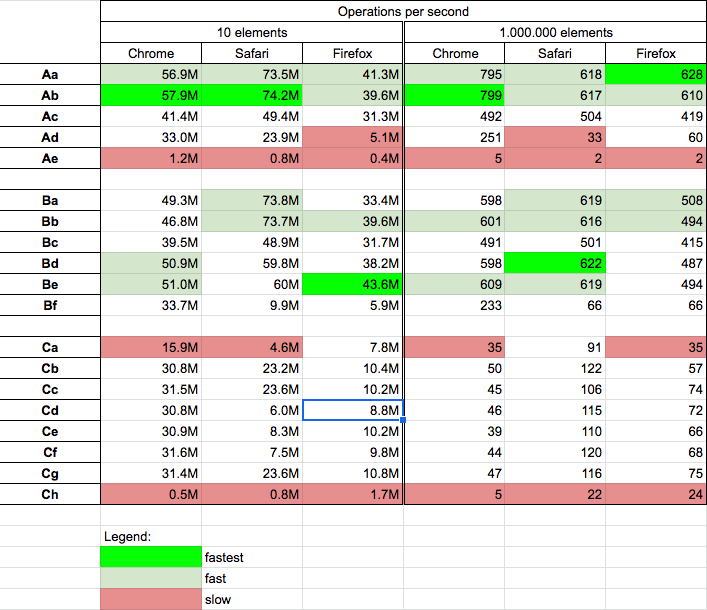 Operations per second
10 elements 1.000.000 elements
Chrome Safari Firefox Chrome Safari Firefox
Aa 56.9M 73.5M 41.3M 795 618 628
Ab 57.9M 74.2M 39.6M 799 617 610
Ac 41.4M 49.4M 31.3M 492 504 419
Ad 33.0M 23.9M 5.1M 251 33 60
Ae 1.2M 0.8M 0.4M 5 2 2
Ba 49.3M 73.8M 33.4M 598 619 508
Bb 46.8M 73.7M 39.6M 601 616 494
Bc 39.5M 48.9M 31.7M 491 501 415
Bd 50.9M 59.8M 38.2M 598 622 487
Be 51.0M 60M 43.6M 609 619 494
Bf 33.7M 9.9M 5.9M 233 66 66
Ca 15.9M 4.6M 7.8M 35 91 35
Cb 30.8M 23.2M 10.4M 50 122 57
Cc 31.5M 23.6M 10.2M 45 106 74
Cd 30.8M 6.0M 8.8M 46 115 72
Ce 30.9M 8.3M 10.2M 39 110 66
Cf 31.6M 7.5M 9.8M 44 120 68
Cg 31.4M 23.6M 10.8M 47 116 75
Ch 0.5M 0.8M 1.7M 5 22 24
Legend:
fastest
fast
slow